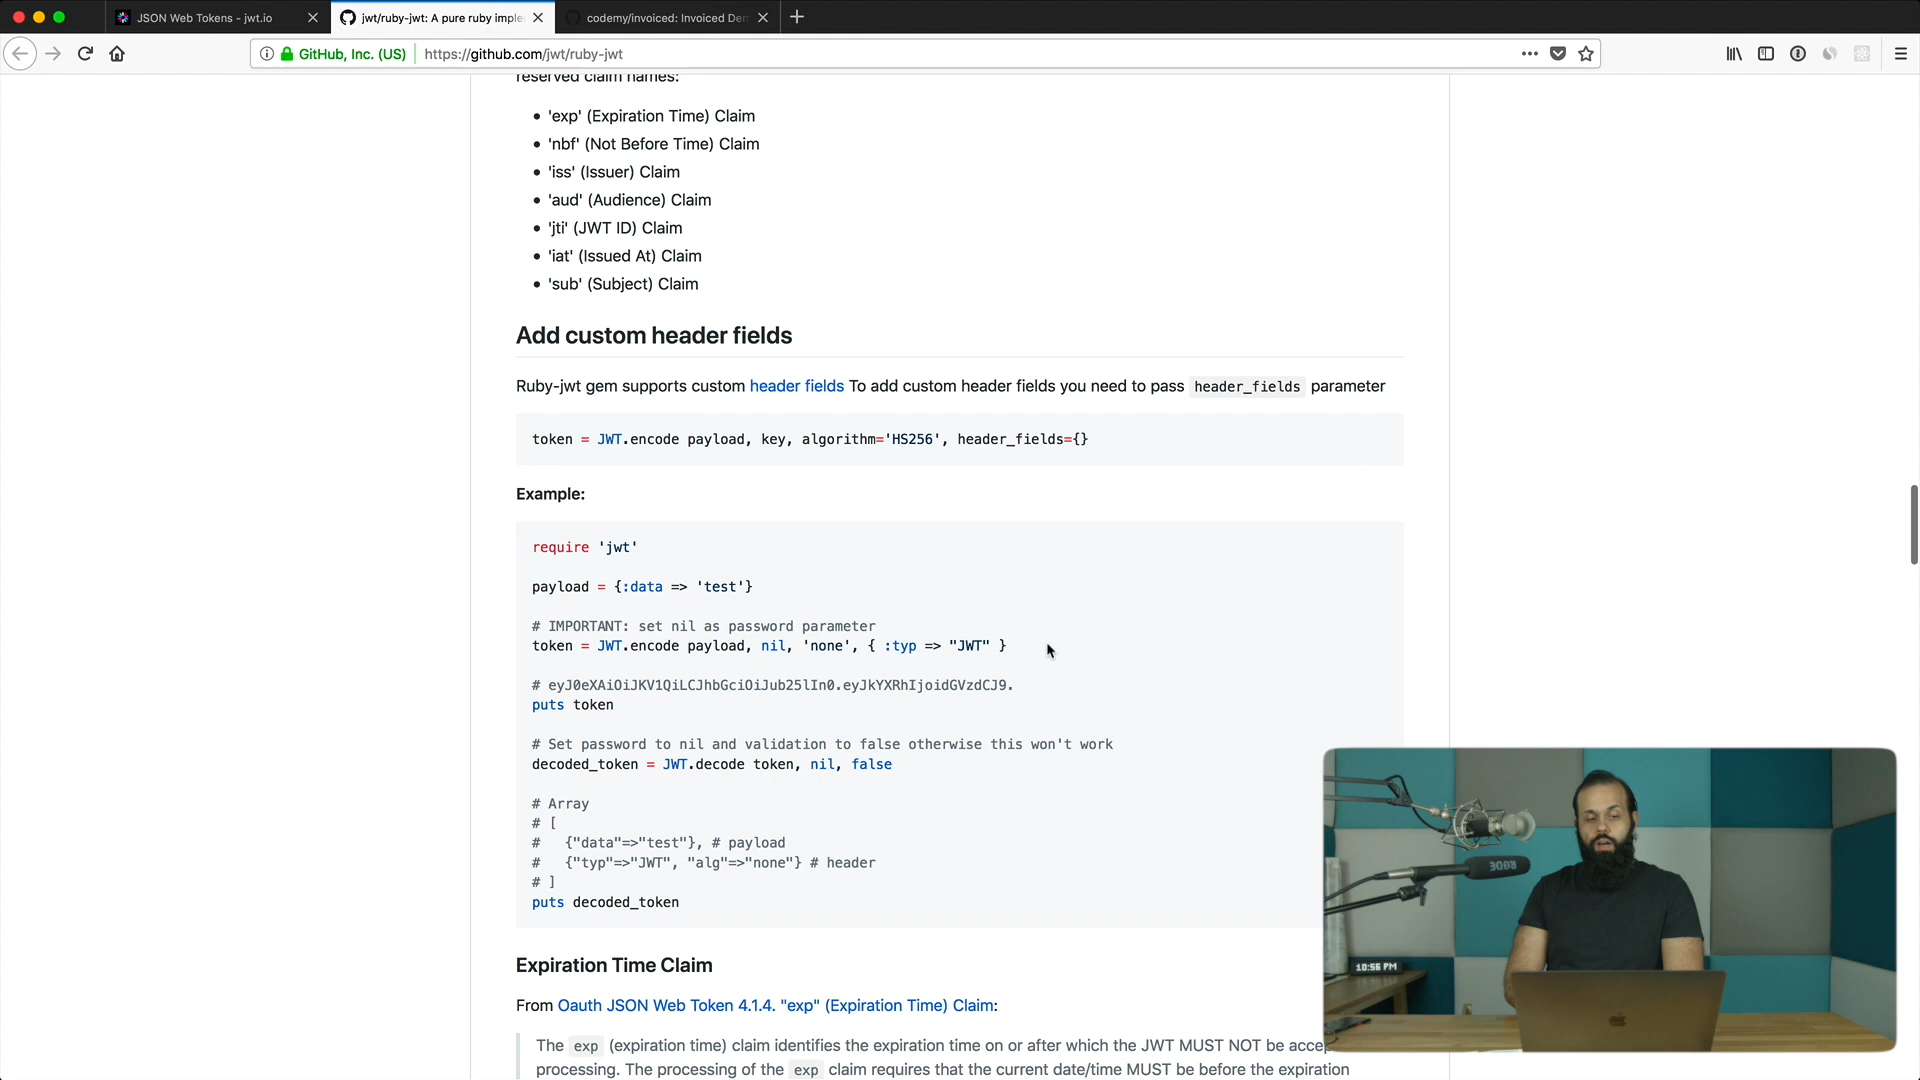 JSON Web Tokens - jwt.io
jwt/ruby-jwt: A pure ruby imple
codemy/invoiced: Invoiced Dem
GitHub, Inc. (US)
https://github.com/jwt/ruby-jwt
reserved claim names:
• 'exp' (Expiration Time) Claim
• 'nbf' (Not Before Time) Claim
• 'iss' (Issuer) Claim
• 'aud' (Audience) Claim
• 'jti' (JWT ID) Claim
• 'iat' (Issued At) Claim
• 'sub' (Subject) Claim
Add custom header fields
Ruby-jwt gem supports custom header fields To add custom header fields you need to pass header_fields parameter
token = JWT.encode payload, key, algorithm='HS256', header_fields={}
Example:
require 'jwt'
payload = {:data => 'test'}
# IMPORTANT: set nil as password parameter
token = JWT.encode payload, nil, 'none', { :typ => "JWT" }
# eyJ0eXAiOiJKV1QiLCJhbGciOiJub25lIn0.eyJkYXRhIjoidGVzdCJ9.
puts token
# Set password to nil and validation to false otherwise this won't work
decoded_token = JWT.decode token, nil, false
# Array
# [
#   {"data"=>"test"}, # payload
#   {"typ"=>"JWT", "alg"=>"none"} # header
# ]
puts decoded_token
Expiration Time Claim
From Oauth JSON Web Token 4.1.4. "exp" (Expiration Time) Claim:
The exp (expiration time) claim identifies the expiration time on or after which the JWT MUST NOT be accep
processing. The processing of the exp claim requires that the current date/time MUST be before the expiration
RØDE
10:56 PM